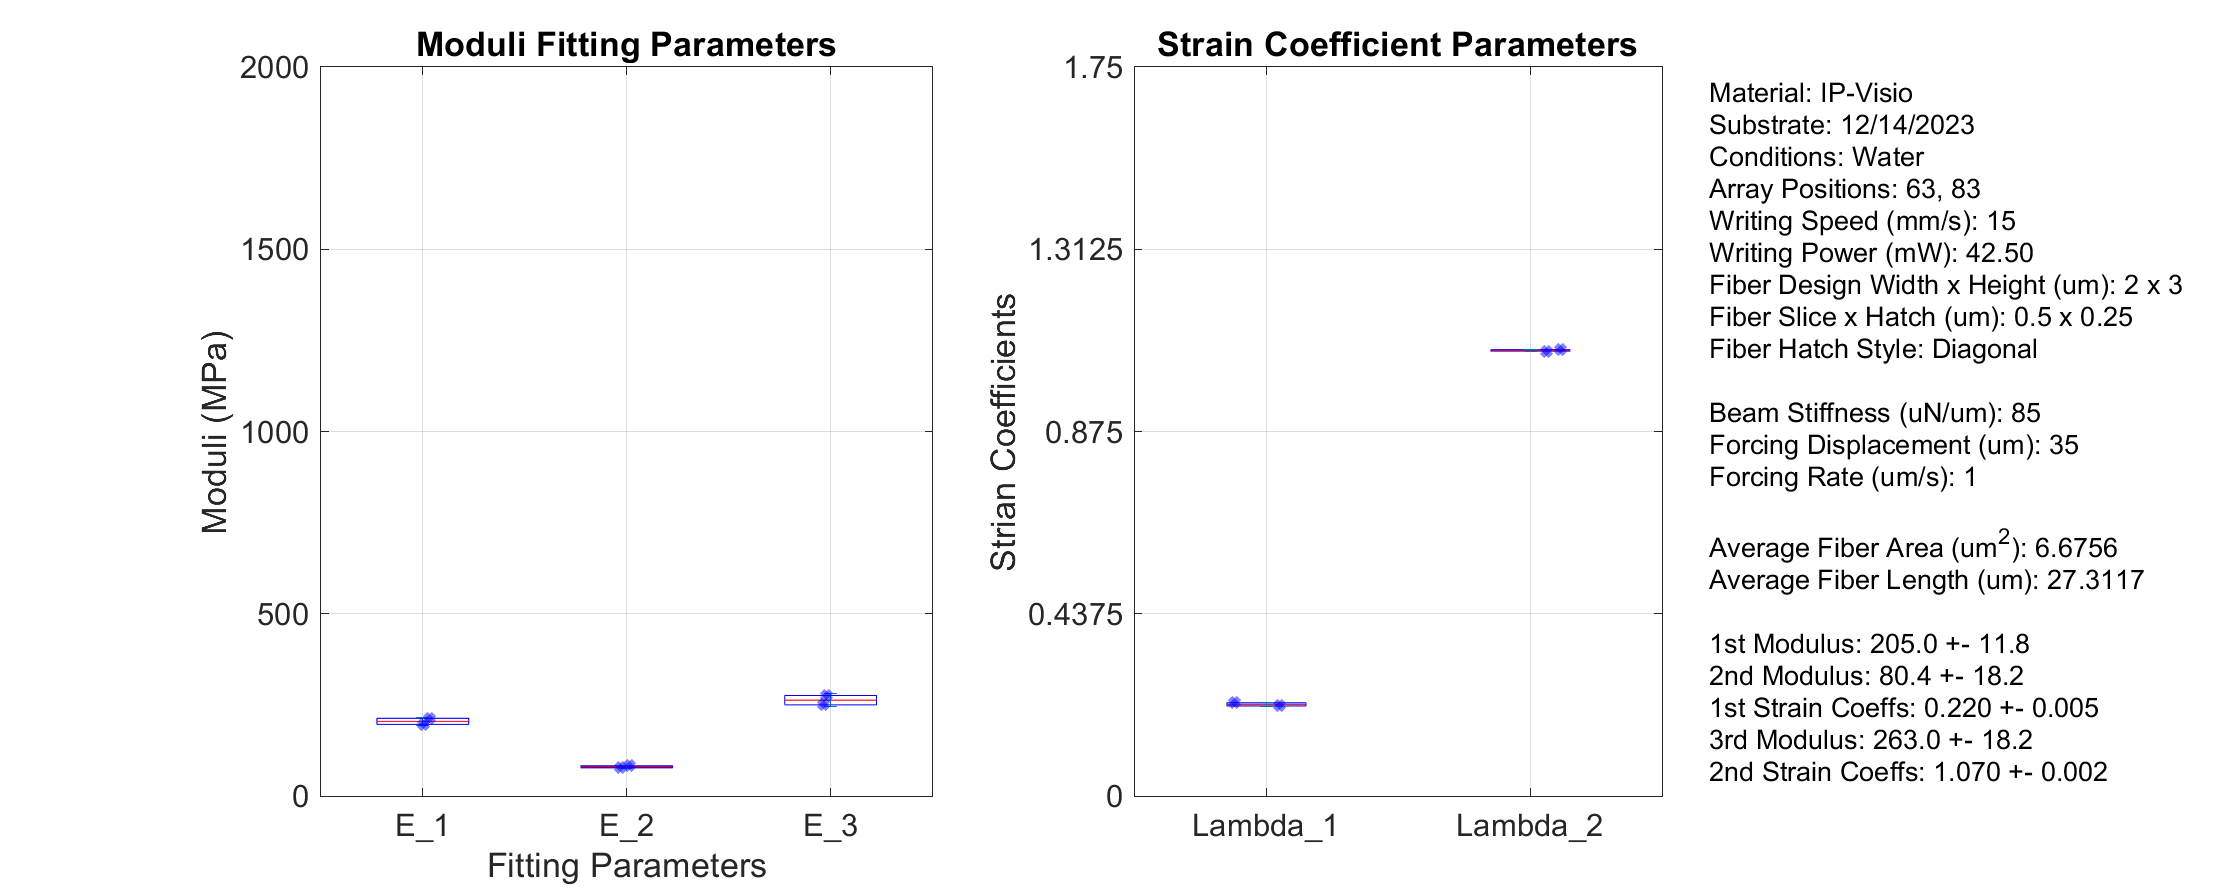 Moduli Fitting Parameters
2000
1500
1000
500
0
Moduli (MPa)
E_1 E_2 E_3
Fitting Parameters
Strain Coefficient Parameters
1.75
1.3125
0.875
0.4375
0
Strian Coefficients
Lambda_1 Lambda_2
Material: IP-Visio
Substrate: 12/14/2023
Conditions: Water
Array Positions: 63, 83
Writing Speed (mm/s): 15
Writing Power (mW): 42.50
Fiber Design Width x Height (um): 2 x 3
Fiber Slice x Hatch (um): 0.5 x 0.25
Fiber Hatch Style: Diagonal
Beam Stiffness (uN/um): 85
Forcing Displacement (um): 35
Forcing Rate (um/s): 1
Average Fiber Area (um²): 6.6756
Average Fiber Length (um): 27.3117
1st Modulus: 205.0 +- 11.8
2nd Modulus: 80.4 +- 18.2
1st Strain Coeffs: 0.220 +- 0.005
3rd Modulus: 263.0 +- 18.2
2nd Strain Coeffs: 1.070 +- 0.002